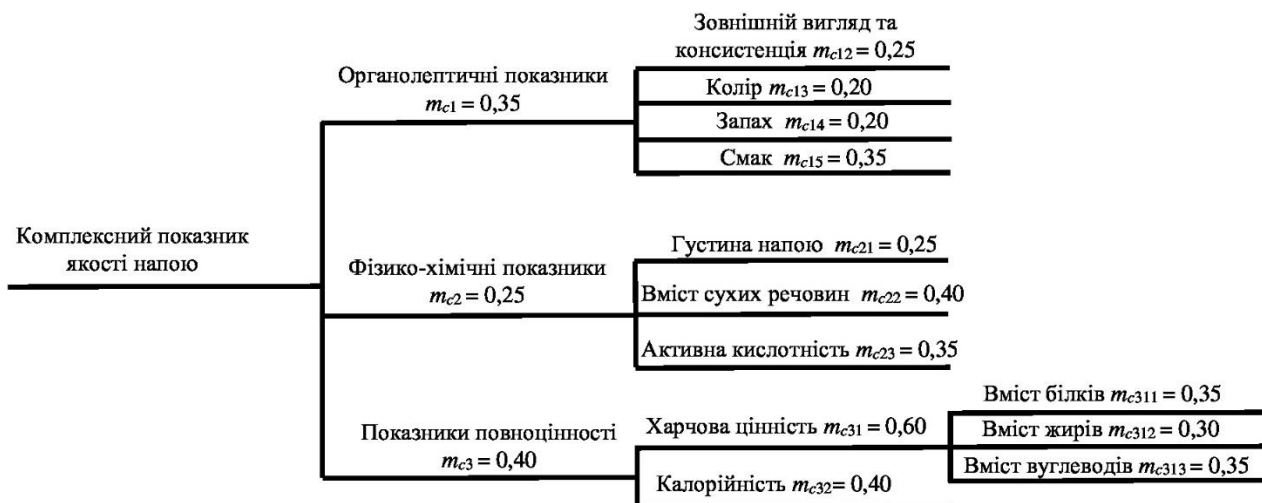 Комплексний показник
якості напою
Органолептичні показники
mc1 = 0,35
Зовнішній вигляд та
консистенція mc12 = 0,25
Колір mc13 = 0,20
Запах mc14 = 0,20
Смак mc15 = 0,35
Фізико-хімічні показники
mc2 = 0,25
Густина напою mc21 = 0,25
Вміст сухих речовин mc22 = 0,40
Активна кислотність mc23 = 0,35
Показники повноцінності
mc3 = 0,40
Харчова цінність mc31 = 0,60
Вміст білків mc311 = 0,35
Вміст жирів mc312 = 0,30
Вміст вуглеводів mc313 = 0,35
Калорійність mc32= 0,40